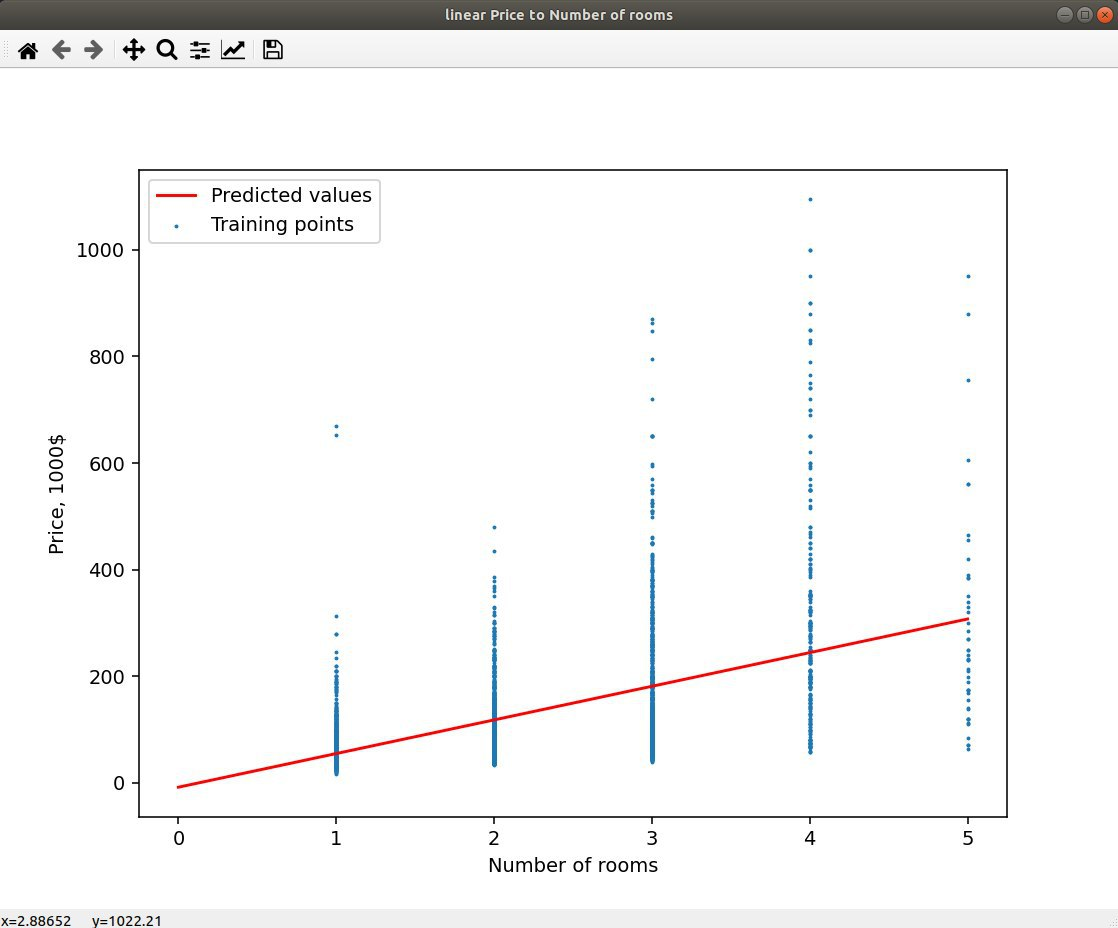 linear Price to Number of rooms
Predicted values
Training points
1000
800
600
400
200
0
Price, 1000$
0 1 2 3 4 5
Number of rooms
x=2.88652 y=1022.21